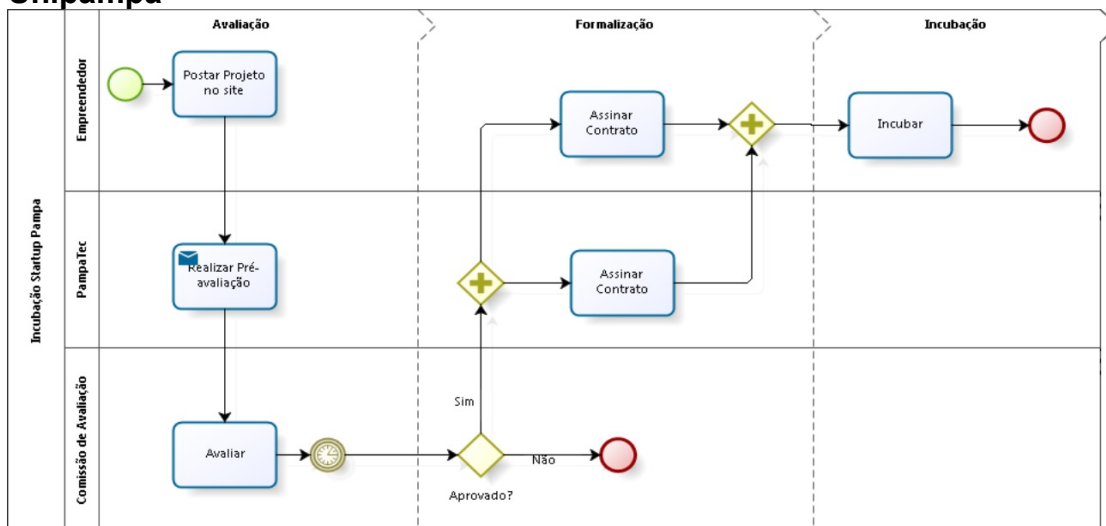 Unipampa
Avaliação
Formalização
Incubação
Incubação Startup Pampa
Empreendedor
Postar Projeto
no site
Assinar
Contrato
Incubar
PampaTec
Realizar Pré-
avaliação
Assinar
Contrato
Comissão de Avaliação
Avaliar
Sim
Não
Aprovado?